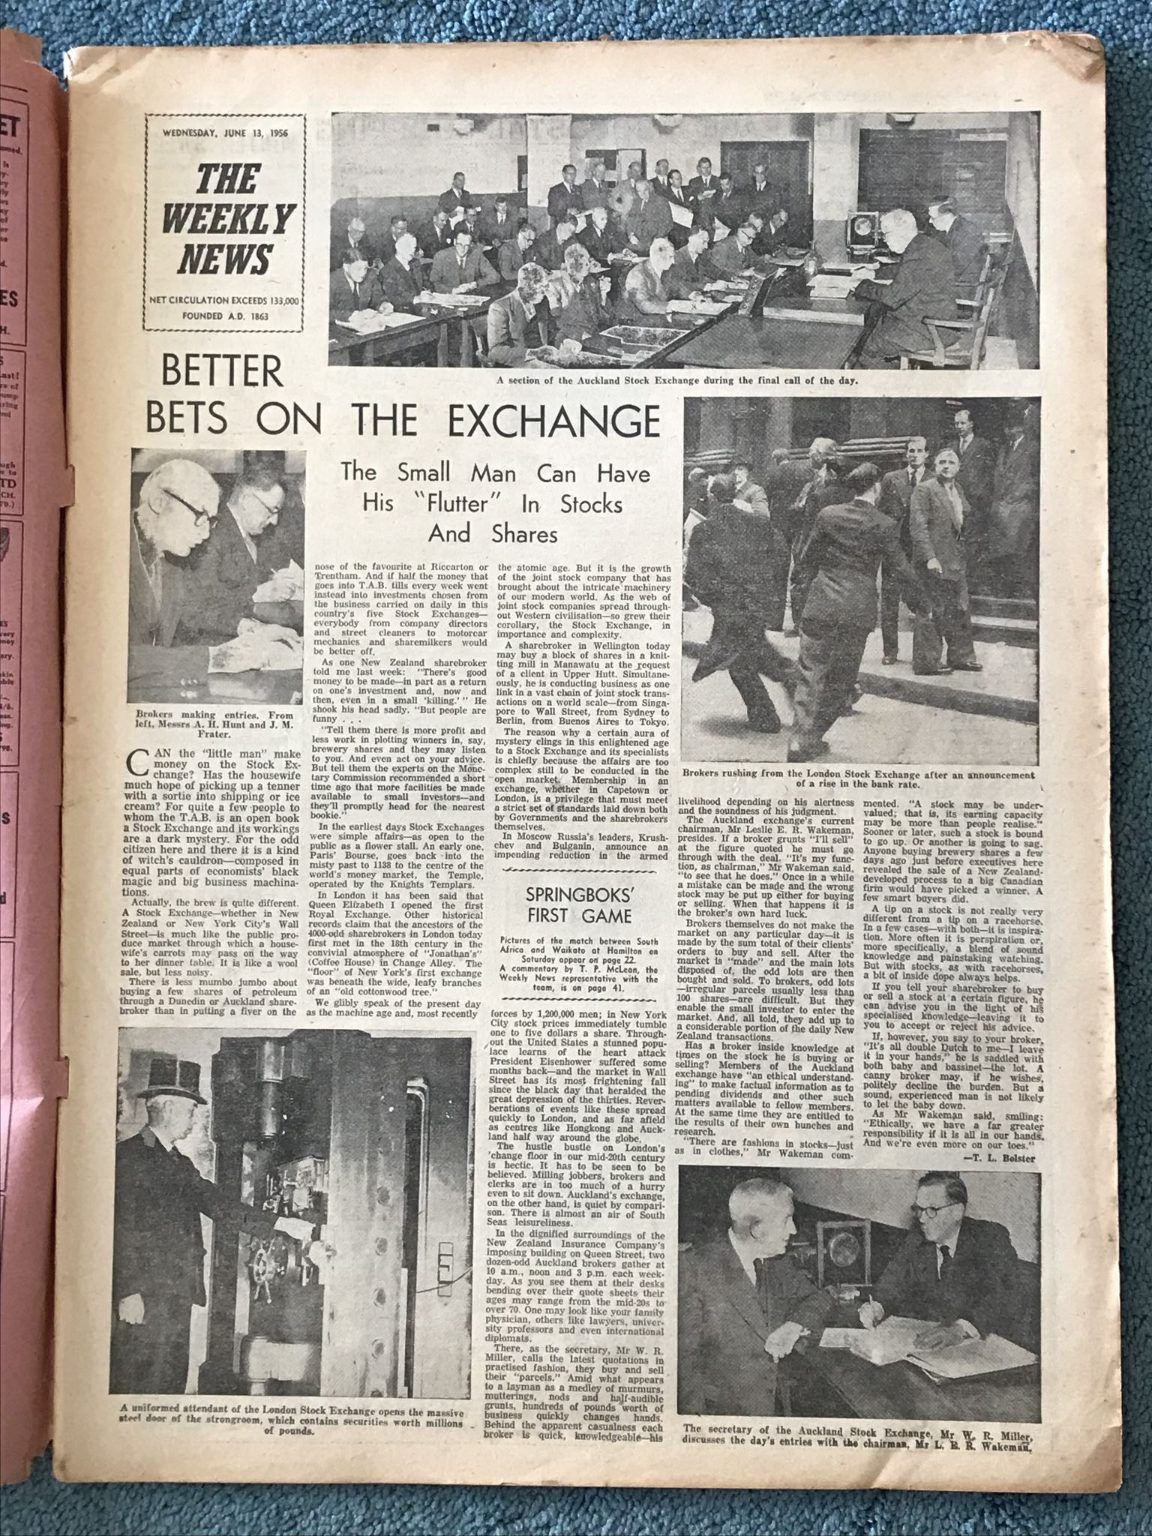 WEDNESDAY, JUNE 13, 1956
THE
WEEKLY
NEWS
NET CIRCULATION EXCEEDS 133,000
FOUNDED A.D. 1863
A section of the Auckland Stock Exchange during the final call of the day.
BETTER
BETS ON THE EXCHANGE
The Small Man Can Have
His "Flutter" In Stocks
And Shares
Brokers making entries. From
left, Messrs A. H. Hunt and J. M.
Frater.
CAN the "little man" make
money on the Stock Ex-
change? Has the housewife
much hope of picking up a tenner
with a sortie into shipping or ice
cream? For quite a few people to
whom the T.A.B. is an open book
a Stock Exchange and its workings
are a dark mystery. For the odd
citizen here and there it is a kind
of witch's cauldron—composed in
equal parts of economists' black
magic and big business machina-
tions.
Actually, the brew is quite different.
A Stock Exchange—whether in New
Zealand or New York City's Wall
Street—is much like the public pro-
duce market through which a house-
wife's carrots may pass on the way
to her dinner table; it is like a wool
sale, but less noisy.
There is less mumbo jumbo about
buying a few shares of petroleum
through a Dunedin or Auckland share-
broker than in putting a fiver on the
nose of the favourite at Riccarton or
Trentham. And if half the money that
goes into T.A.B. tills every week went
instead into investments chosen from
the business carried on daily in this
country's five Stock Exchanges—
everybody from company directors
and street cleaners to motorcar
mechanics and sharemilkers would
be better off.
As one New Zealand sharebroker
told me last week: "There's good
money to be made—in part as a return
on one's investment and, now and
then, even in a small 'killing.'" He
shook his head sadly. "But people are
funny . . .
"Tell them there is more profit and
less work in plotting winners in, say,
brewery shares and they may listen
to you. And even act on your advice.
But tell them the experts on the Mone-
tary Commission recommended a short
time ago that more facilities be made
available to small investors—and
they'll promptly head for the nearest
bookie."
In the earliest days Stock Exchanges
were simple affairs—as open to the
public as a flower stall. An early one,
Paris' Bourse, goes back into the
misty past to 1138 to the centre of the
world's money market, the Temple,
operated by the Knights Templars.
In London it has been said that
Queen Elizabeth I opened the first
Royal Exchange. Other historical
records claim that the ancestors of the
4000-odd sharebrokers in London today
first met in the 18th century in the
convivial atmosphere of "Jonathan's"
(Coffee House) in Change Alley. The
"floor" of New York's first exchange
was beneath the wide, leafy branches
of an "old cottonwood tree."
We glibly speak of the present day
as the machine age and, most recently
the atomic age. But it is the growth
of the joint stock company that has
brought about the intricate machinery
of our modern world. As the web of
joint stock companies spread through-
out Western civilisation—so grew their
corollary, the Stock Exchange, in
importance and complexity.
A sharebroker in Wellington today
may buy a block of shares in a knit-
ting mill in Manawatu at the request
of a client in Upper Hutt. Simultane-
ously, he is conducting business as one
link in a vast chain of joint stock trans-
actions on a world scale—from Singa-
pore to Wall Street, from Sydney to
Berlin, from Buenos Aires to Tokyo.
The reason why a certain aura of
mystery clings in this enlightened age
to a Stock Exchange and its specialists
is chiefly because the affairs are too
complex still to be conducted in the
open market. Membership in an
exchange, whether in Capetown or
London, is a privilege that must meet
a strict set of standards laid down both
by Governments and the sharebrokers
themselves.
In Moscow Russia's leaders, Krush-
chev and Bulganin, announce an
impending reduction in the armed
SPRINGBOKS'
FIRST GAME
Pictures of the match between South
Africa and Waikato at Hamilton on
Saturday appear on page 22.
A commentary by T. P. McLean, the
Weekly News representative with the
team, is on page 41.
forces by 1,200,000 men; in New York
City stock prices immediately tumble
one to five dollars a share. Through-
out the United States a stunned popu-
lace learns of the heart attack
President Eisenhower suffered some
months back—and the market in Wall
Street has its most frightening fall
since the black day that heralded the
great depression of the thirties. Rever-
berations of events like these spread
quickly to London, and as far afield
as centres like Hongkong and Auck-
land half way around the globe.
The hustle bustle on London's
'change floor in our mid-20th century
is hectic. It has to be seen to be
believed. Milling jobbers, brokers and
clerks are in too much of a hurry
even to sit down. Auckland's exchange,
on the other hand, is quiet by compari-
son. There is almost an air of South
Seas leisureliness.
In the dignified surroundings of the
New Zealand Insurance Company's
imposing building on Queen Street, two
dozen-odd Auckland brokers gather at
10 a.m., noon and 3 p.m. each week-
day. As you see them at their desks
bending over their quote sheets their
ages may range from the mid-20s to
over 70. One may look like your family
physician, others like lawyers, univer-
sity professors and even international
diplomats.
There, as the secretary, Mr W. R.
Miller, calls the latest quotations in
practised fashion, they buy and sell
their "parcels." Amid what appears
to a layman as a medley of murmurs,
mutterings, nods and half-audible
grunts, hundreds of pounds worth of
business quickly changes hands.
Behind the apparent casualness each
broker is quick, knowledgeable—his
Brokers rushing from the London Stock Exchange after an announcement
of a rise in the bank rate.
livelihood depending on his alertness
and the soundness of his judgment.
The Auckland exchange's current
chairman, Mr Leslie E. R. Wakeman,
presides. If a broker grunts "I'll sell"
at the figure quoted he must go
through with the deal. "It's my func-
tion, as chairman," Mr Wakeman said,
"to see that he does." Once in a while
a mistake can be made and the wrong
stock may be put up either for buying
or selling. When that happens it is
the broker's own hard luck.
Brokers themselves do not make the
market on any particular day—it is
made by the sum total of their clients'
orders to buy and sell. After the
market is "made" and the main lots
disposed of, the odd lots are then
bought and sold. To brokers, odd lots
—irregular parcels usually less than
100 shares—are difficult. But they
enable the small investor to enter the
market. And, all told, they add up to
a considerable portion of the daily New
Zealand transactions.
Has a broker inside knowledge at
times on the stock he is buying or
selling? Members of the Auckland
exchange have "an ethical understand-
ing" to make factual information as to
pending dividends and other such
matters available to fellow members.
At the same time they are entitled to
the results of their own hunches and
research.
"There are fashions in stocks—just
as in clothes," Mr Wakeman com-
mented. "A stock may be under-
valued; that is, its earning capacity
may be more than people realise."
Sooner or later, such a stock is bound
to go up. Or another is going to sag.
Anyone buying brewery shares a few
days ago just before executives here
revealed the sale of a New Zealand-
developed process to a big Canadian
firm would have picked a winner. A
few smart buyers did.
A tip on a stock is not really very
different from a tip on a racehorse.
In a few cases—with both—it is inspira-
tion. More often it is perspiration or,
more specifically, a blend of sound
knowledge and painstaking watching.
But with stocks, as with racehorses,
a bit of inside dope always helps.
If you tell your sharebroker to buy
or sell a stock at a certain figure, he
can advise you in the light of his
specialised knowledge—leaving it to
you to accept or reject his advice.
If, however, you say to your broker,
"It's all double Dutch to me—I leave
it in your hands," he is saddled with
both baby and bassinet—the lot. A
canny broker may, if he wishes,
politely decline the burden. But a
sound, experienced man is not likely
to let the baby down.
As Mr Wakeman said, smiling:
"Ethically, we have a far greater
responsibility if it is all in our hands.
And we're even more on our toes."
—T. L. Bolster
A uniformed attendant of the London Stock Exchange opens the massive
steel door of the strongroom, which contains securities worth millions
of pounds.
The secretary of the Auckland Stock Exchange, Mr W. R. Miller,
discusses the day's entries with the chairman, Mr L. E. R. Wakeman.